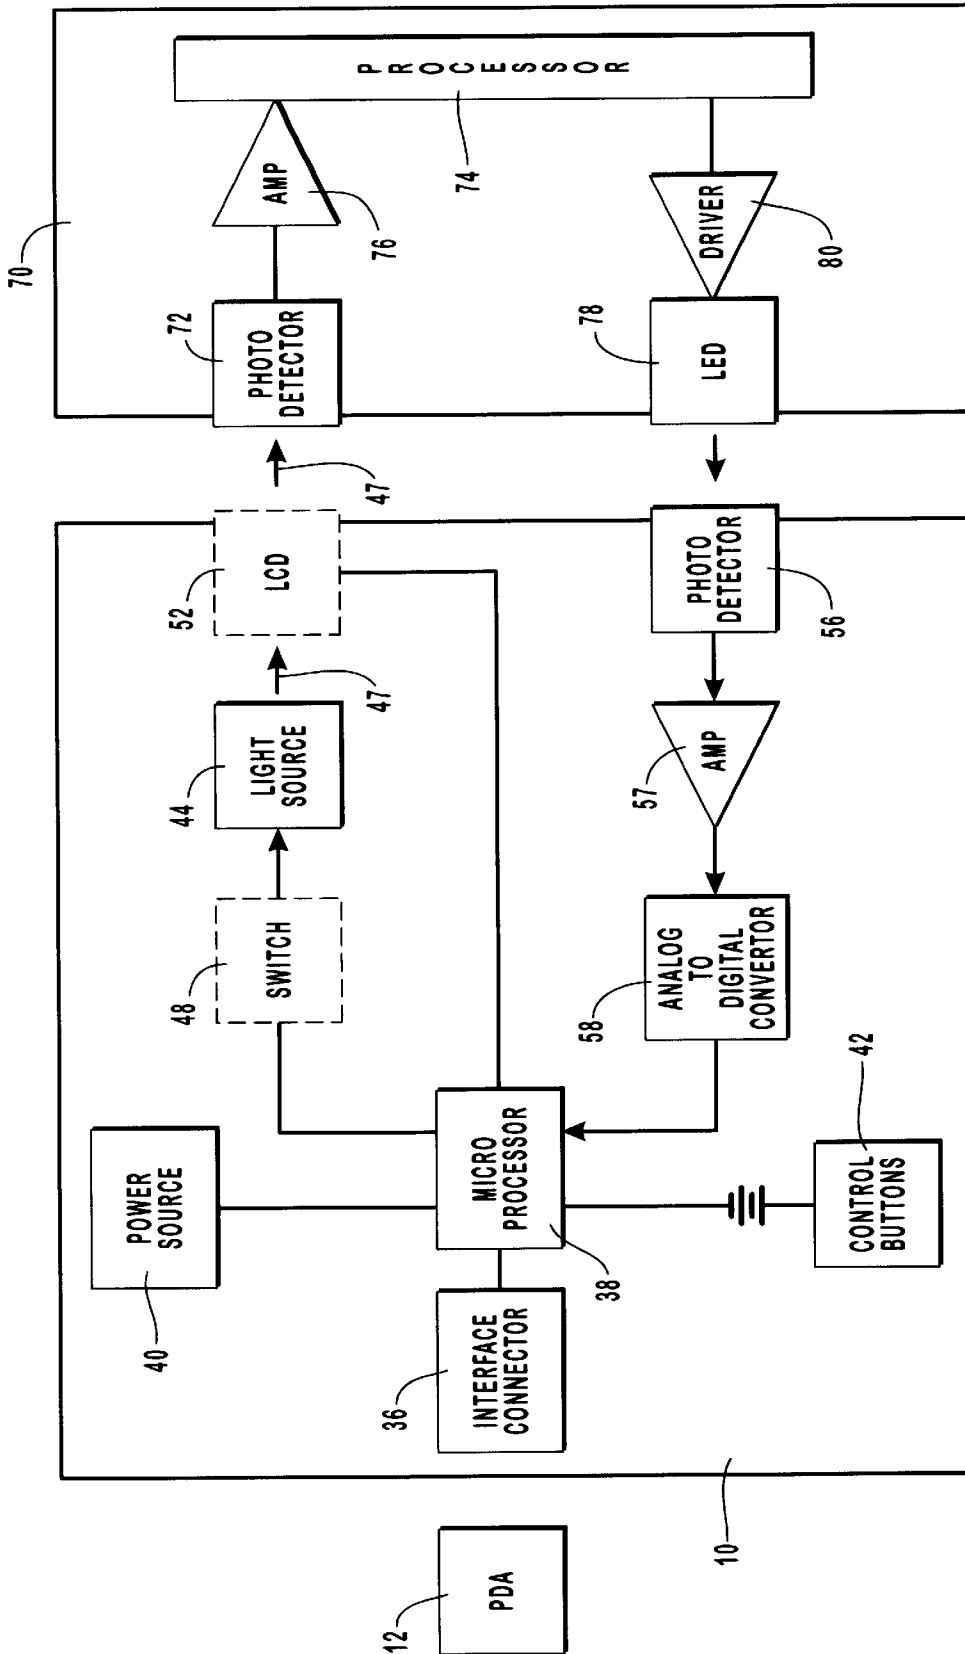 70
PROCESSOR
74
AMP
76
72
PHOTO
DETECTOR
DRIVER
80
78
LED
47
52
LCD
47
44
LIGHT
SOURCE
48
SWITCH
PHOTO
DETECTOR
56
57
AMP
58
ANALOG
TO
DIGITAL
CONVERTOR
POWER
SOURCE
40
MICRO
PROCESSOR
38
42
CONTROL
BUTTONS
36
INTERFACE
CONNECTOR
10
12
PDA